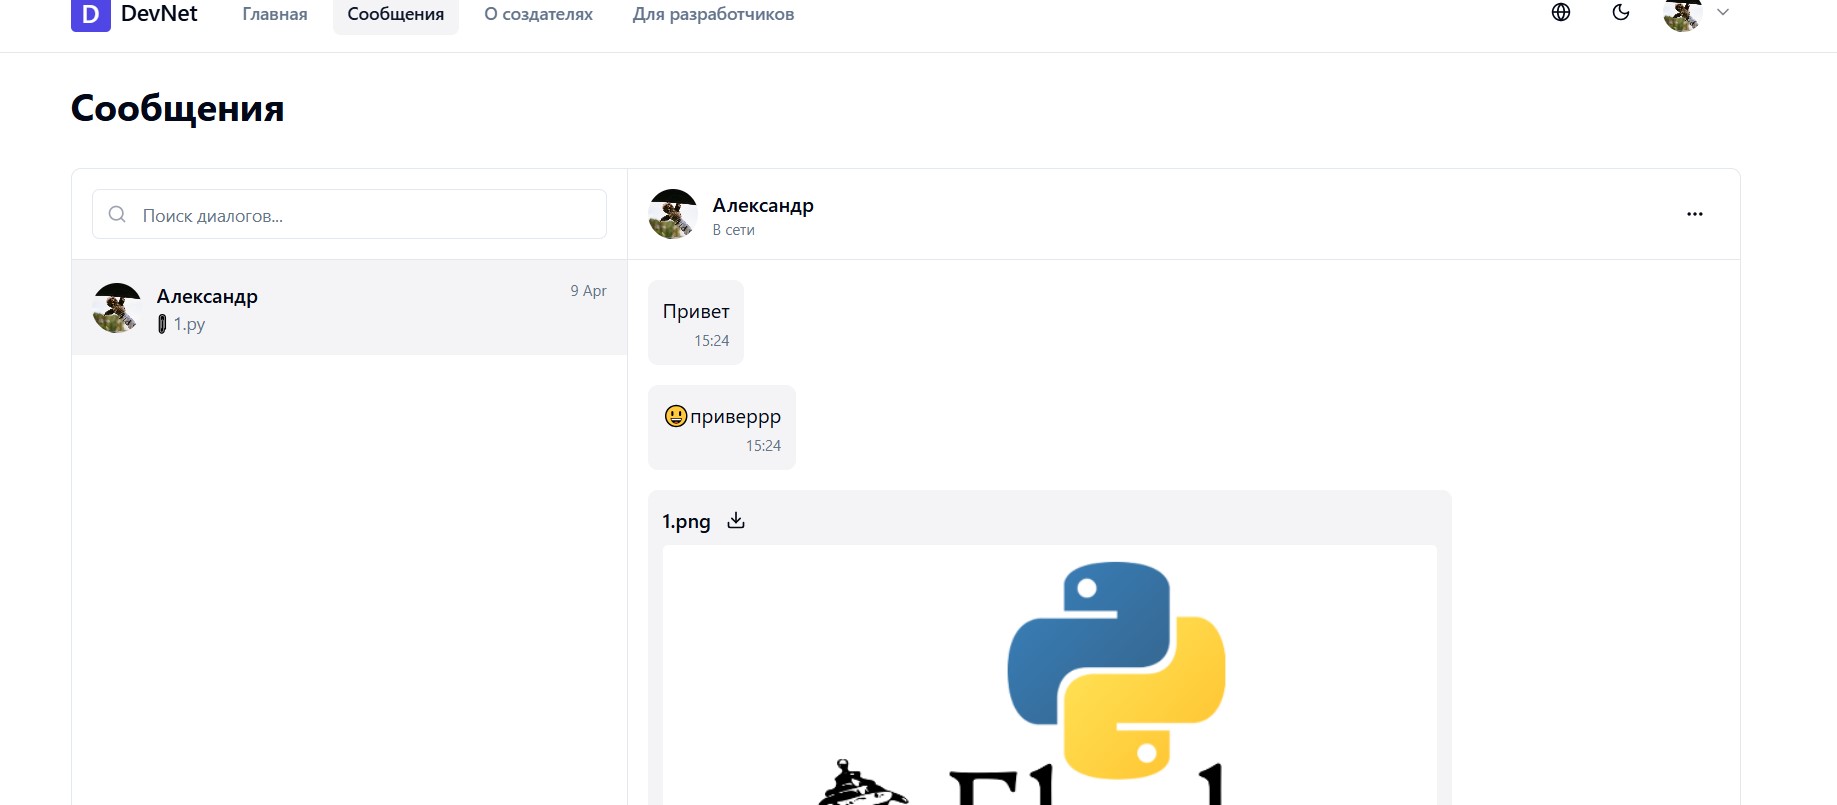 D DevNet Главная Сообщения О создателях Для разработчиков
Сообщения
Поиск диалогов...
Александр
9 Apr
1.py
Александр
В сети
Привет
15:24
😃приверрр
15:24
1.png